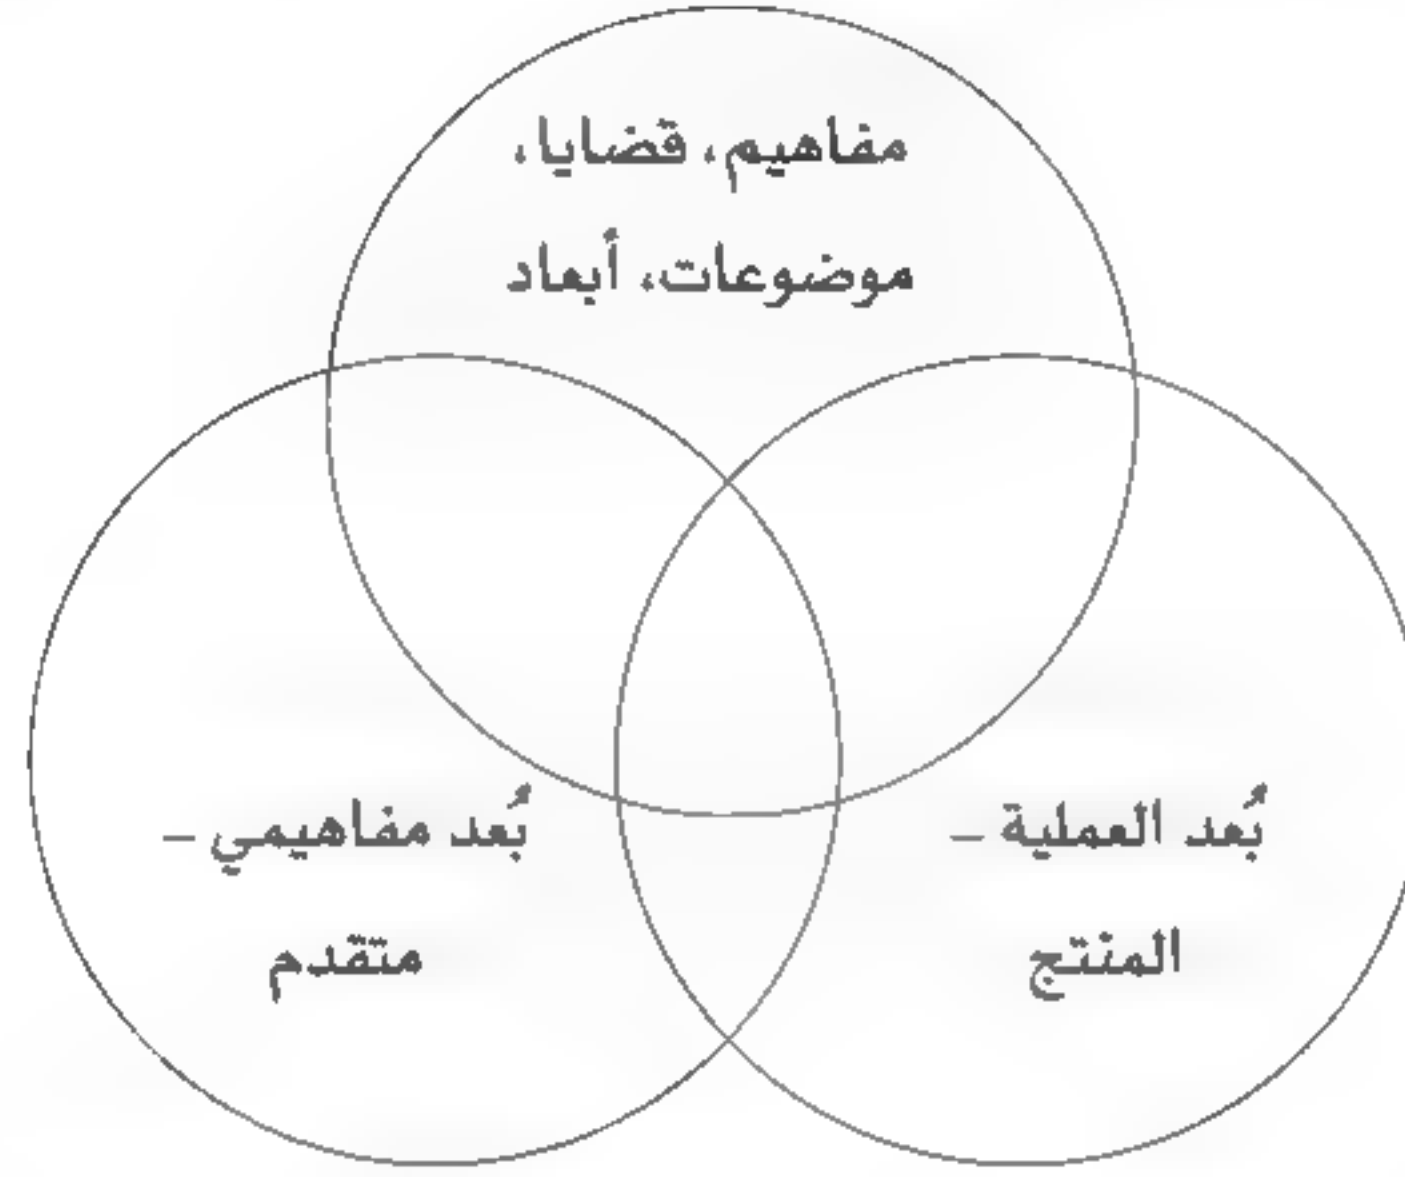 مفاهيم، قضايا،
موضوعات، أبعاد
بُعد العملية –
المنتج
بُعد مفاهيمي –
متقدم